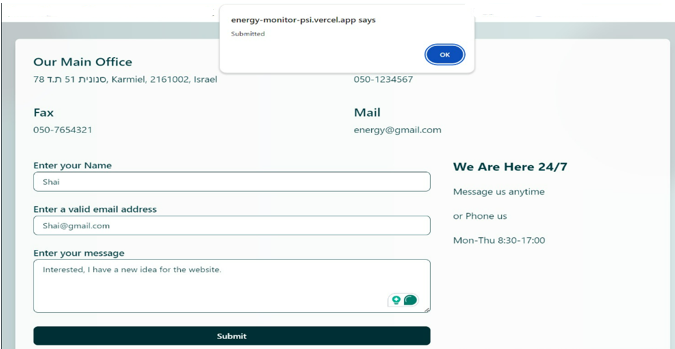 energy-monitor-psi.vercel.app says
Submitted
OK
Our Main Office
סנונית 51 ת.ד 78, Karmiel, 2161002, Israel
050-1234567
Fax
050-7654321
Mail
energy@gmail.com
Enter your Name
Shai
Enter a valid email address
Shai@gmail.com
Enter your message
Interested, I have a new idea for the website.
Submit
We Are Here 24/7
Message us anytime
or Phone us
Mon-Thu 8:30-17:00